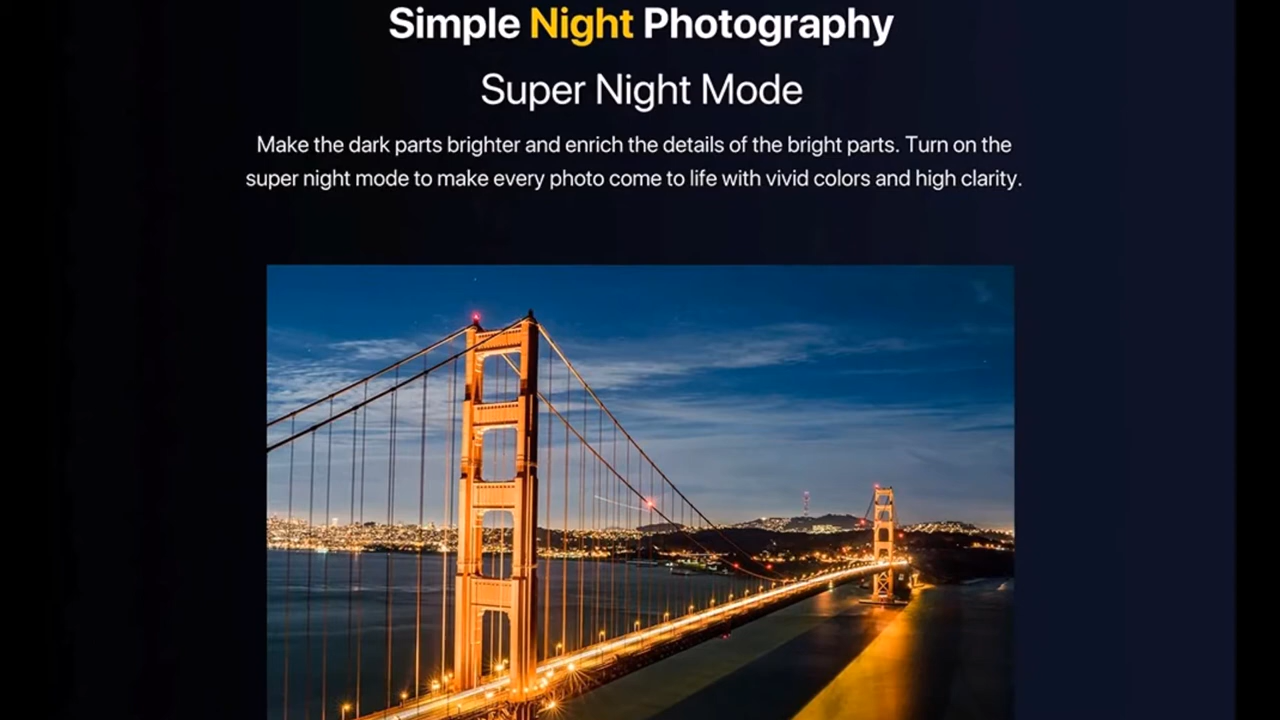 Simple Night Photography
Super Night Mode
Make the dark parts brighter and enrich the details of the bright parts. Turn on the
super night mode to make every photo come to life with vivid colors and high clarity.